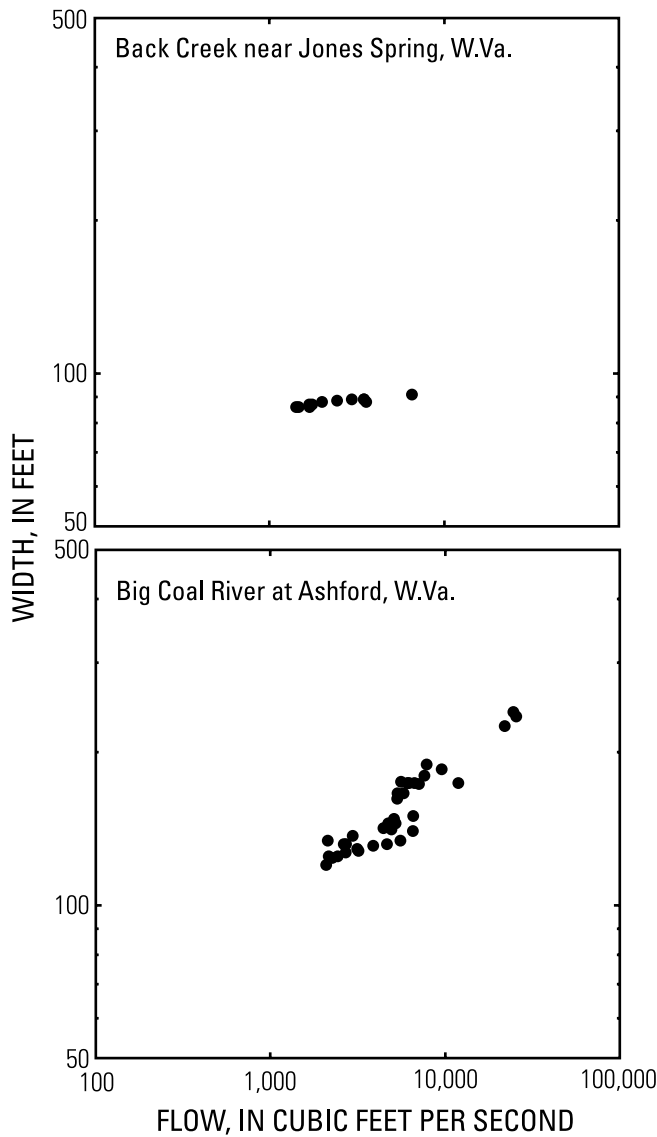 500
Back Creek near Jones Spring, W.Va.
100
50
WIDTH, IN FEET
500
Big Coal River at Ashford, W.Va.
100
50
100 1,000 10,000 100,000
FLOW, IN CUBIC FEET PER SECOND